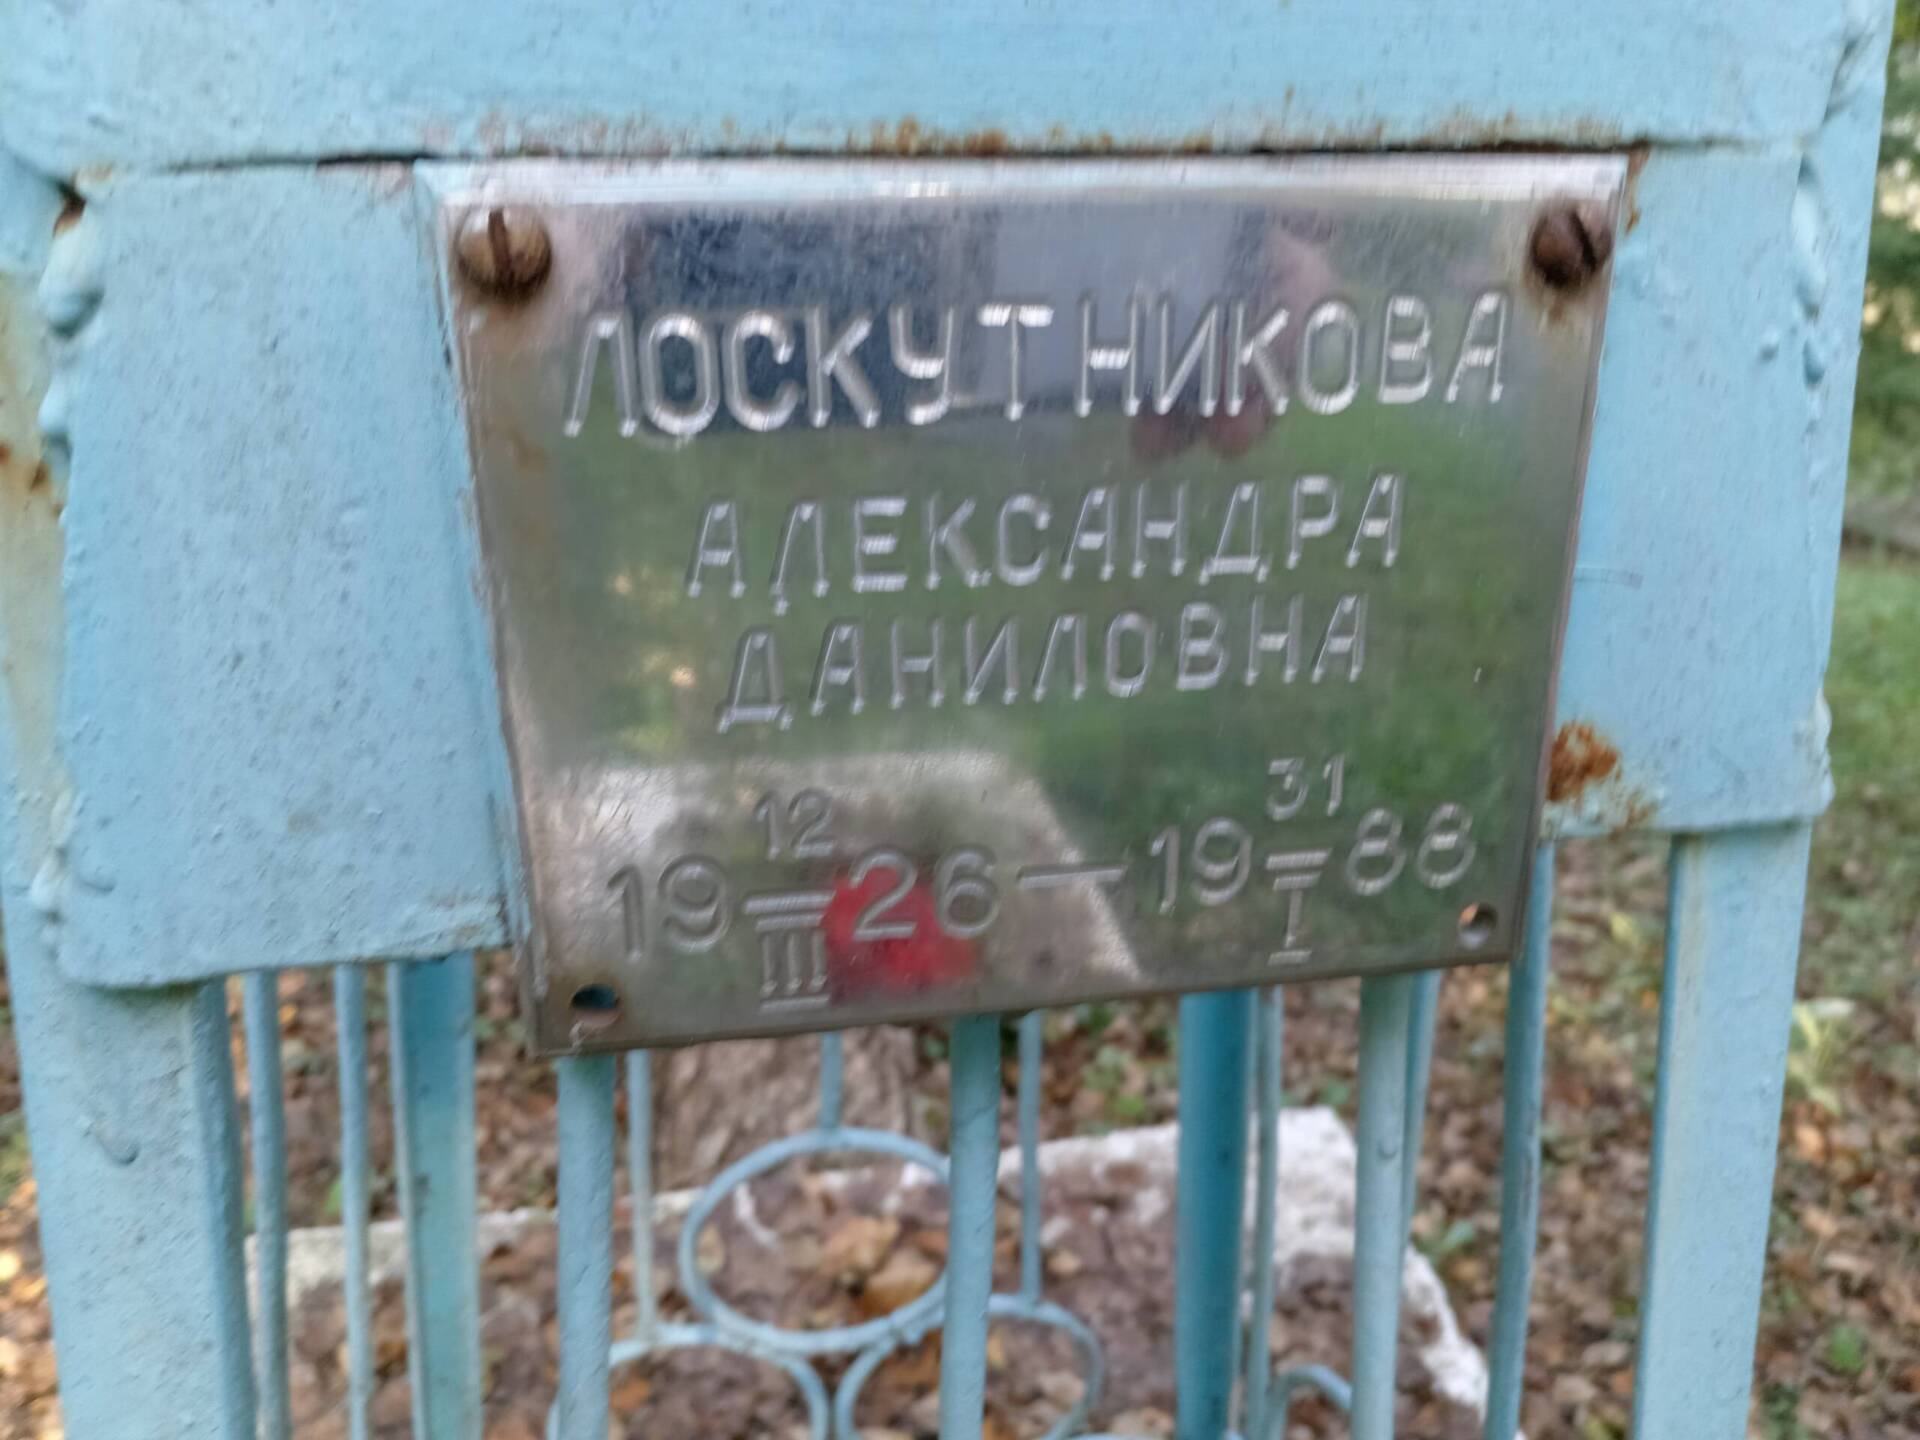 ЛОСКУТНИКОВА
АЛЕКСАНДРА
ДАНИЛОВНА
19 12/III 26 — 19 31/I 88